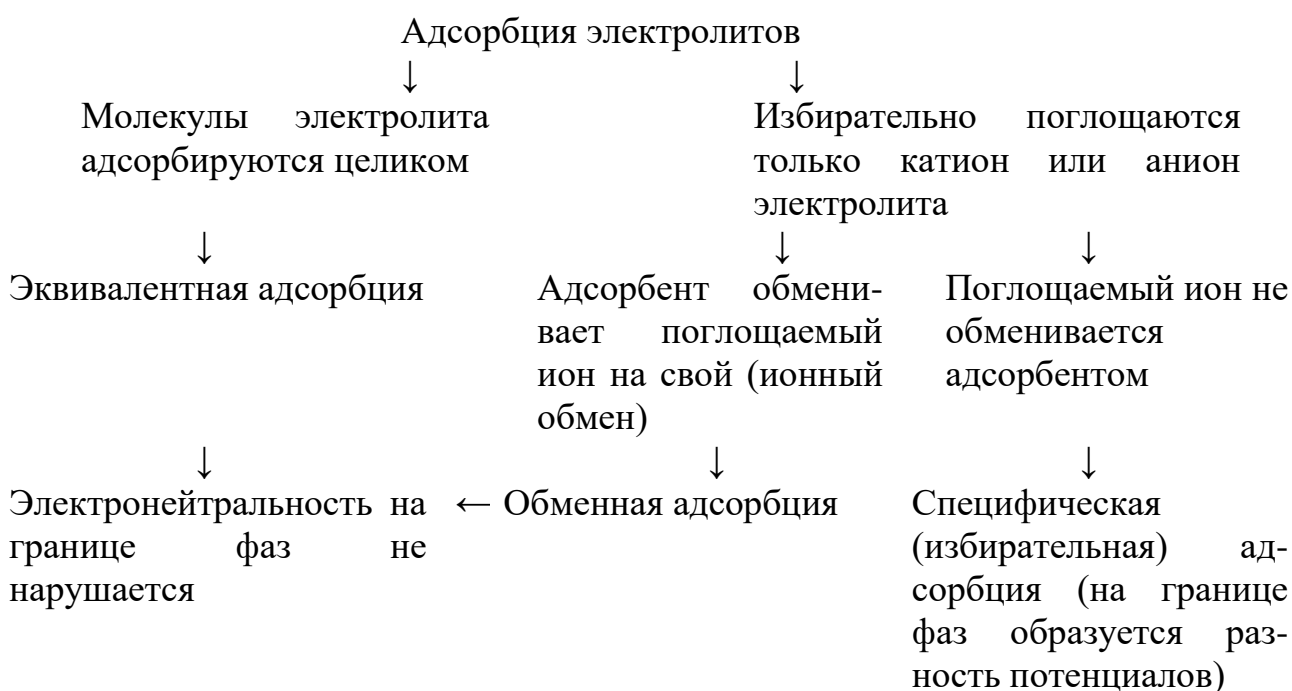 Адсорбция электролитов
↓ ↓
Молекулы электролита
адсорбируются целиком
Избирательно поглощаются
только катион или анион
электролита
↓ ↓ ↓
Эквивалентная адсорбция
Адсорбент обмени-
вает поглощаемый
ион на свой (ионный
обмен)
Поглощаемый ион не
обменивается
адсорбентом
↓ ↓ ↓
Электронейтральность на
границе фаз не
нарушается
← Обменная адсорбция
Специфическая
(избирательная) ад-
сорбция (на границе
фаз образуется раз-
ность потенциалов)